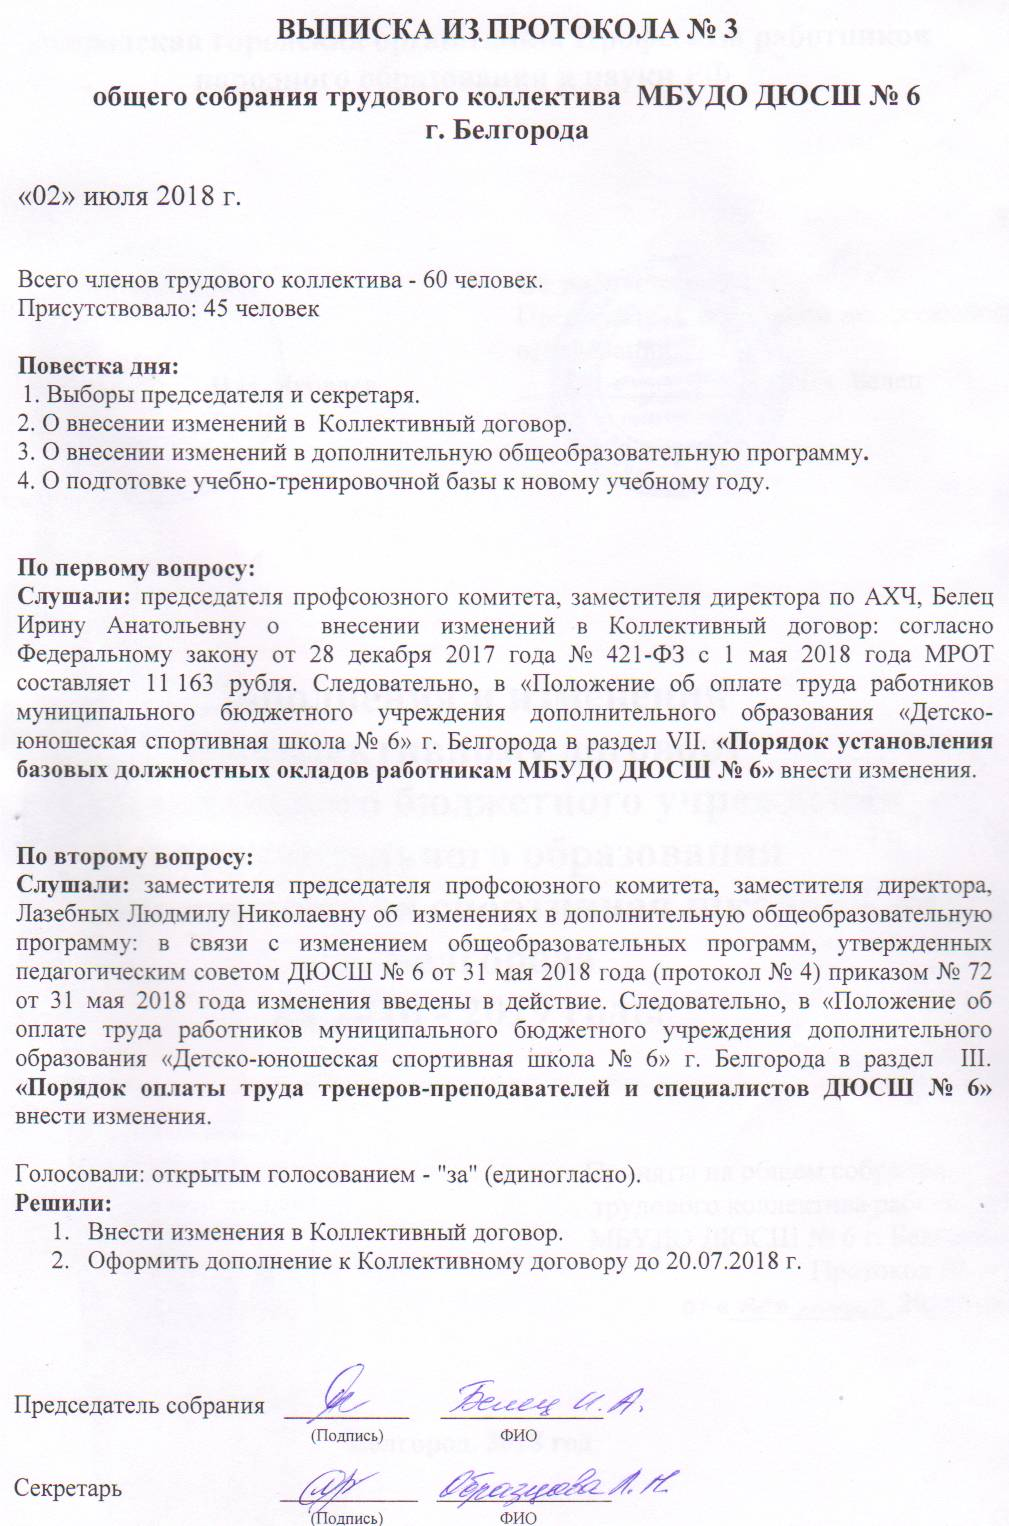 ВЫПИСКА ИЗ ПРОТОКОЛА № 3
общего собрания трудового коллектива МБУДО ДЮСШ № 6
г. Белгорода
«02» июля 2018 г.
Всего членов трудового коллектива - 60 человек.
Присутствовало: 45 человек
Повестка дня:
1. Выборы председателя и секретаря.
2. О внесении изменений в Коллективный договор.
3. О внесении изменений в дополнительную общеобразовательную программу.
4. О подготовке учебно-тренировочной базы к новому учебному году.
По первому вопросу:
Слушали: председателя профсоюзного комитета, заместителя директора по АХЧ, Белец
Ирину Анатольевну о внесении изменений в Коллективный договор: согласно
Федеральному закону от 28 декабря 2017 года № 421-ФЗ с 1 мая 2018 года МРОТ
составляет 11 163 рубля. Следовательно, в «Положение об оплате труда работников
муниципального бюджетного учреждения дополнительного образования «Детско-
юношеская спортивная школа № 6» г. Белгорода в раздел VII. «Порядок установления
базовых должностных окладов работникам МБУДО ДЮСШ № 6» внести изменения.
По второму вопросу:
Слушали: заместителя председателя профсоюзного комитета, заместителя директора,
Лазебных Людмилу Николаевну об изменениях в дополнительную общеобразовательную
программу: в связи с изменением общеобразовательных программ, утвержденных
педагогическим советом ДЮСШ № 6 от 31 мая 2018 года (протокол № 4) приказом № 72
от 31 мая 2018 года изменения введены в действие. Следовательно, в «Положение об
оплате труда работников муниципального бюджетного учреждения дополнительного
образования «Детско-юношеская спортивная школа № 6» г. Белгорода в раздел III.
«Порядок оплаты труда тренеров-преподавателей и специалистов ДЮСШ № 6»
внести изменения.
Голосовали: открытым голосованием - "за" (единогласно).
Решили:
1. Внести изменения в Коллективный договор.
2. Оформить дополнение к Коллективному договору до 20.07.2018 г.
Председатель собрания Белец И. А.
(Подпись) ФИО
Секретарь Образцова Л. Н.
(Подпись) ФИО